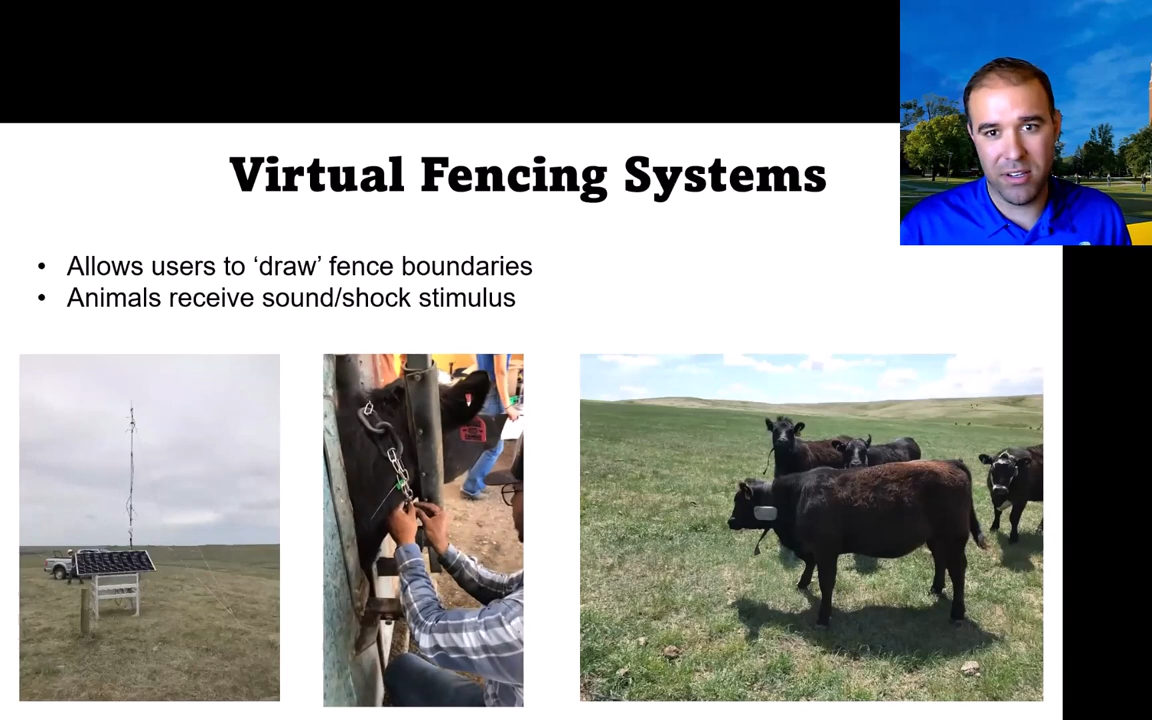 Virtual Fencing Systems
• Allows users to ‘draw’ fence boundaries
• Animals receive sound/shock stimulus